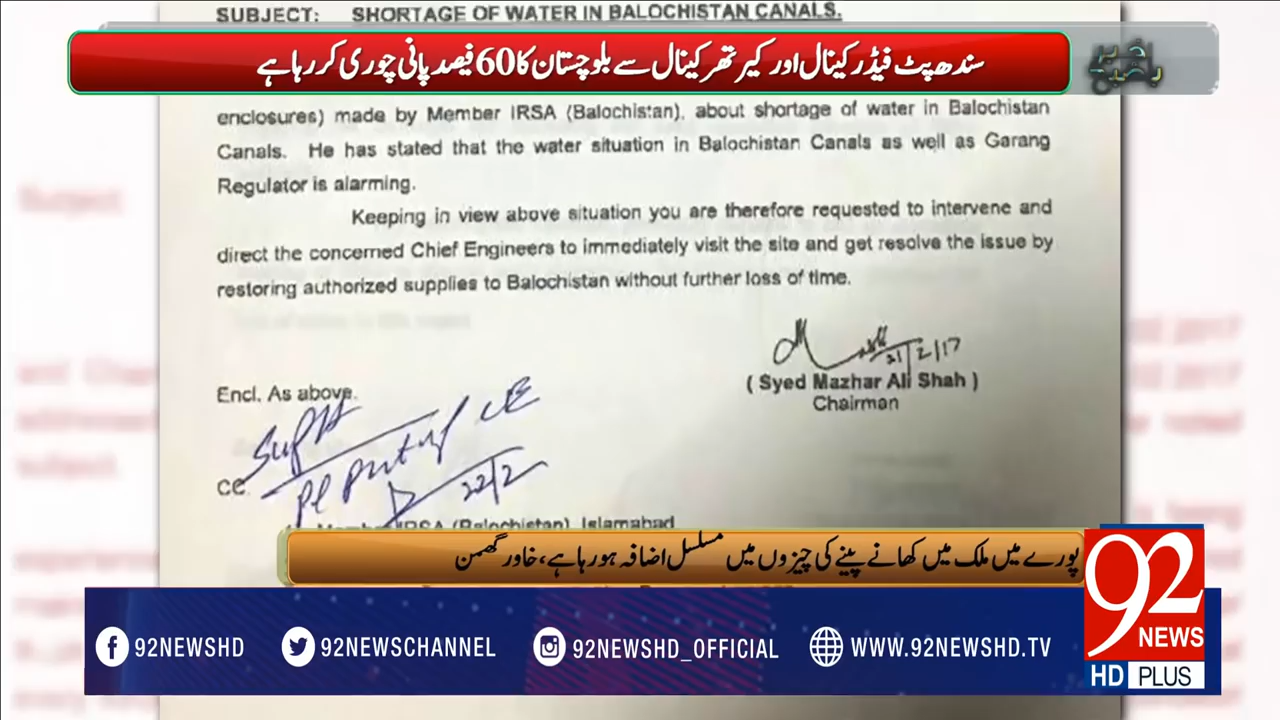 SUBJECT: SHORTAGE OF WATER IN BALOCHISTAN CANALS.
سندھ پٹ فیڈر کینال اور کیر تھر کینال سے بلوچستان کا 60 فیصد پانی چوری کر رہا ہے
enclosures) made by Member IRSA (Balochistan), about shortage of water in Balochistan
Canals. He has stated that the water situation in Balochistan Canals as well as Garang
Regulator is alarming.
Keeping in view above situation you are therefore requested to intervene and
direct the concerned Chief Engineers to immediately visit the site and get resolve the issue by
restoring authorized supplies to Balochistan without further loss of time.
21/2/17
( Syed Mazhar Ali Shah )
Chairman
Encl. As above.
CC.
22/2
Member IRSA (Balochistan), Islamabad
پورے میں ملک میں کھانے پینے کی چیزوں میں مسلسل اضافہ ہو رہا ہے، خاور گھمن
92 NEWS
HD PLUS
92NEWSHD
92NEWSCHANNEL
92NEWSHD_OFFICIAL
WWW.92NEWSHD.TV